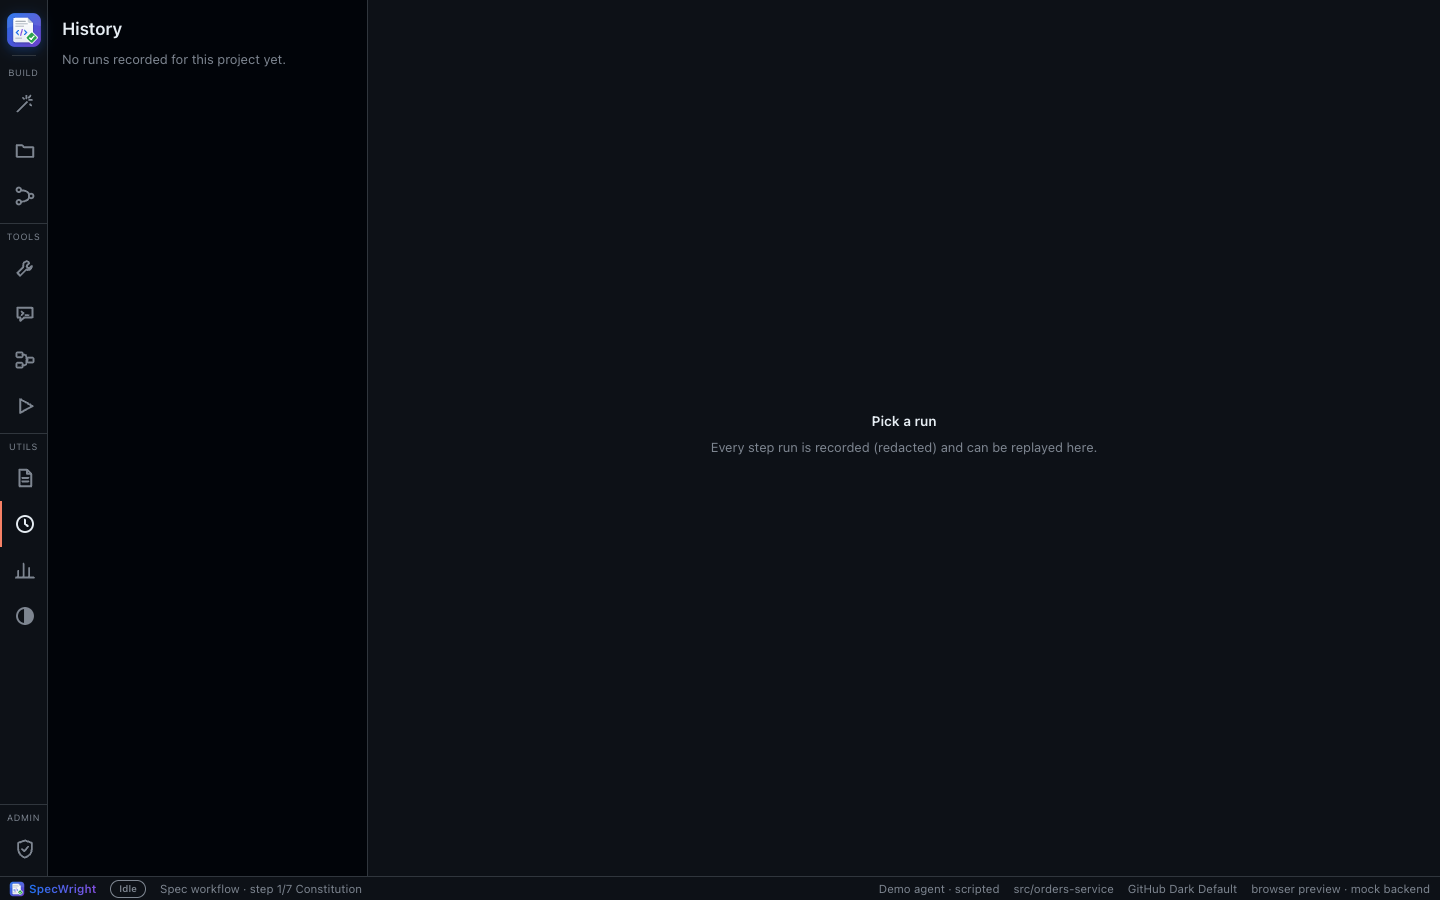 History
No runs recorded for this project yet.
BUILD
TOOLS
UTILS
ADMIN
Pick a run
Every step run is recorded (redacted) and can be replayed here.
SpecWright
Idle
Spec workflow · step 1/7 Constitution
Demo agent · scripted
src/orders-service
GitHub Dark Default
browser preview · mock backend